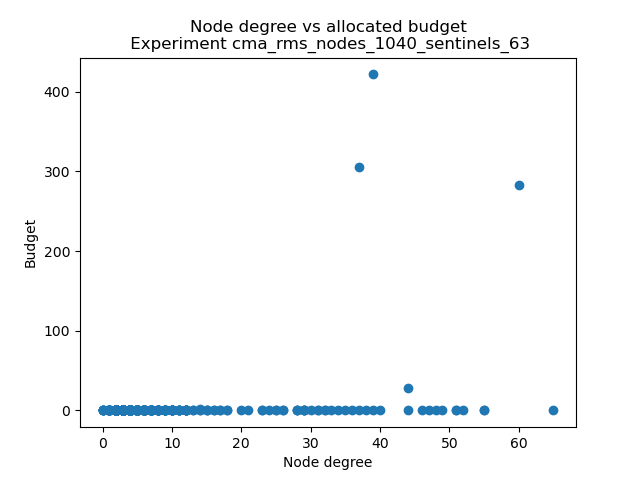 Node degree vs allocated budget
Experiment cma_rms_nodes_1040_sentinels_63
400
300
200
100
0
Budget
0 10 20 30 40 50 60
Node degree